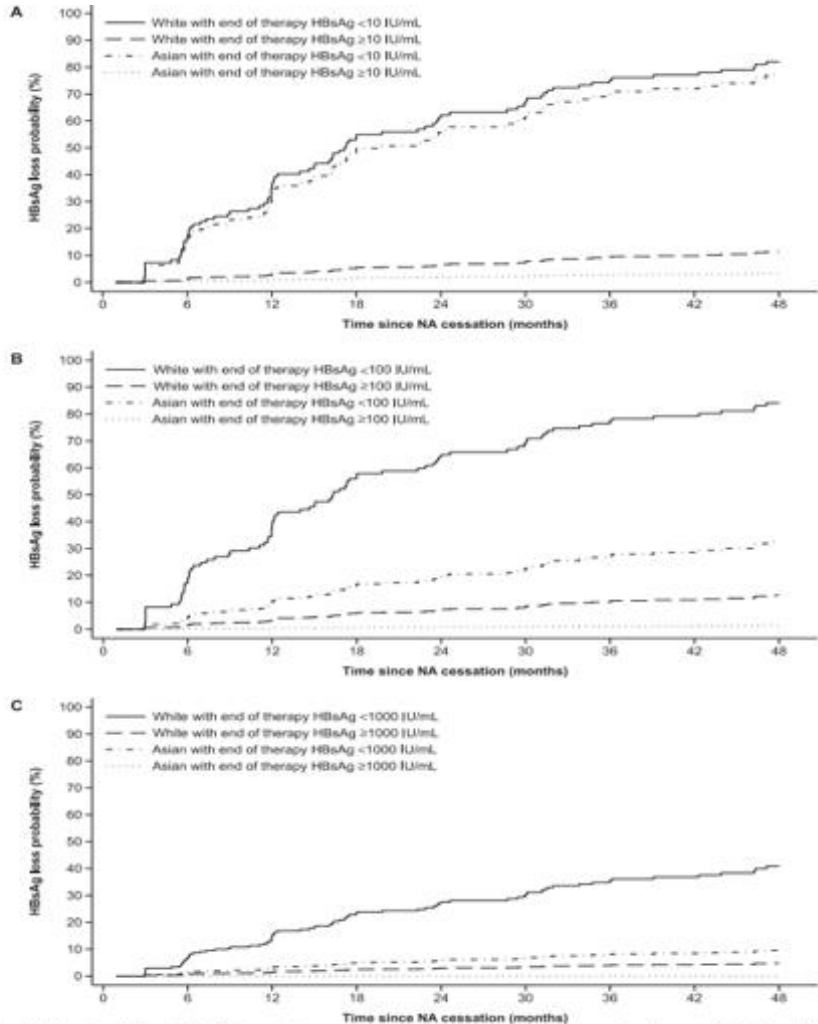 A
White with end of therapy HBsAg <10 IU/mL
White with end of therapy HBsAg ≥10 IU/mL
Asian with end of therapy HBsAg <10 IU/mL
Asian with end of therapy HBsAg ≥10 IU/mL
HBsAg loss probability (%)
100
90
80
70
60
50
40
30
20
10
0
0 6 12 18 24 30 36 42 48
Time since NA cessation (months)
B
White with end of therapy HBsAg <100 IU/mL
White with end of therapy HBsAg ≥100 IU/mL
Asian with end of therapy HBsAg <100 IU/mL
Asian with end of therapy HBsAg ≥100 IU/mL
HBsAg loss probability (%)
100
90
80
70
60
50
40
30
20
10
0
0 6 12 18 24 30 36 42 48
Time since NA cessation (months)
C
White with end of therapy HBsAg <1000 IU/mL
White with end of therapy HBsAg ≥1000 IU/mL
Asian with end of therapy HBsAg <1000 IU/mL
Asian with end of therapy HBsAg ≥1000 IU/mL
HBsAg loss probability (%)
100
90
80
70
60
50
40
30
20
10
0
0 6 12 18 24 30 36 42 48
Time since NA cessation (months)